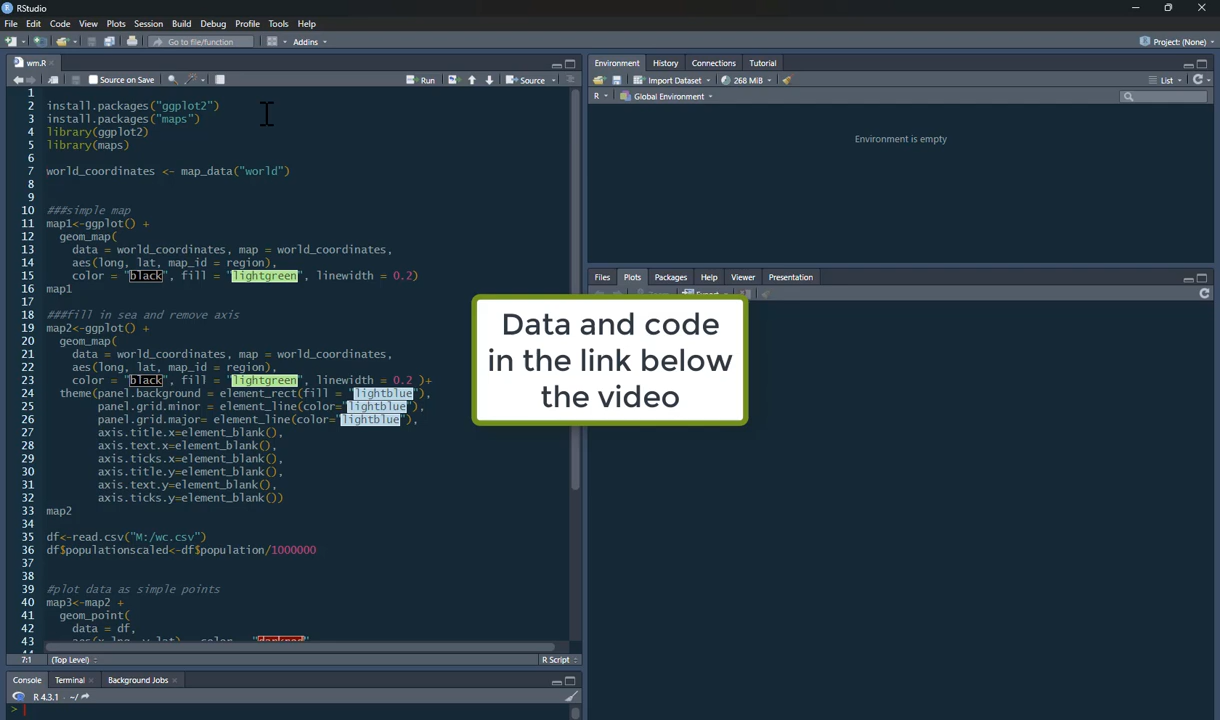 RStudio
File Edit Code View Plots Session Build Debug Profile Tools Help
Go to file/function Addins Project: (None)
wm.R
Source on Save Run Source
1
2 install.packages("ggplot2")
3 install.packages("maps")
4 library(ggplot2)
5 library(maps)
6
7 world_coordinates <- map_data("world")
8
9
10 ###simple map
11 map1<-ggplot() +
12 geom_map(
13 data = world_coordinates, map = world_coordinates,
14 aes(long, lat, map_id = region),
15 color = "black", fill = "lightgreen", linewidth = 0.2)
16 map1
17
18 ###fill in sea and remove axis
19 map2<-ggplot() +
20 geom_map(
21 data = world_coordinates, map = world_coordinates,
22 aes(long, lat, map_id = region),
23 color = "black", fill = "lightgreen", linewidth = 0.2 )+
24 theme(panel.background = element_rect(fill = "lightblue"),
25 panel.grid.minor = element_line(color="lightblue"),
26 panel.grid.major= element_line(color="lightblue"),
27 axis.title.x=element_blank(),
28 axis.text.x=element_blank(),
29 axis.ticks.x=element_blank(),
30 axis.title.y=element_blank(),
31 axis.text.y=element_blank(),
32 axis.ticks.y=element_blank())
33 map2
34
35 df<-read.csv("M:/wc.csv")
36 df$populationscaled<-df$population/1000000
37
38
39 #plot data as simple points
40 map3<-map2 +
41 geom_point(
42 data = df,
43
7:1 (Top Level) R Script
Console Terminal Background Jobs
R 4.3.1 · ~/
>
Environment History Connections Tutorial
Import Dataset 268 MiB List
R Global Environment
Environment is empty
Files Plots Packages Help Viewer Presentation
Data and code
in the link below
the video